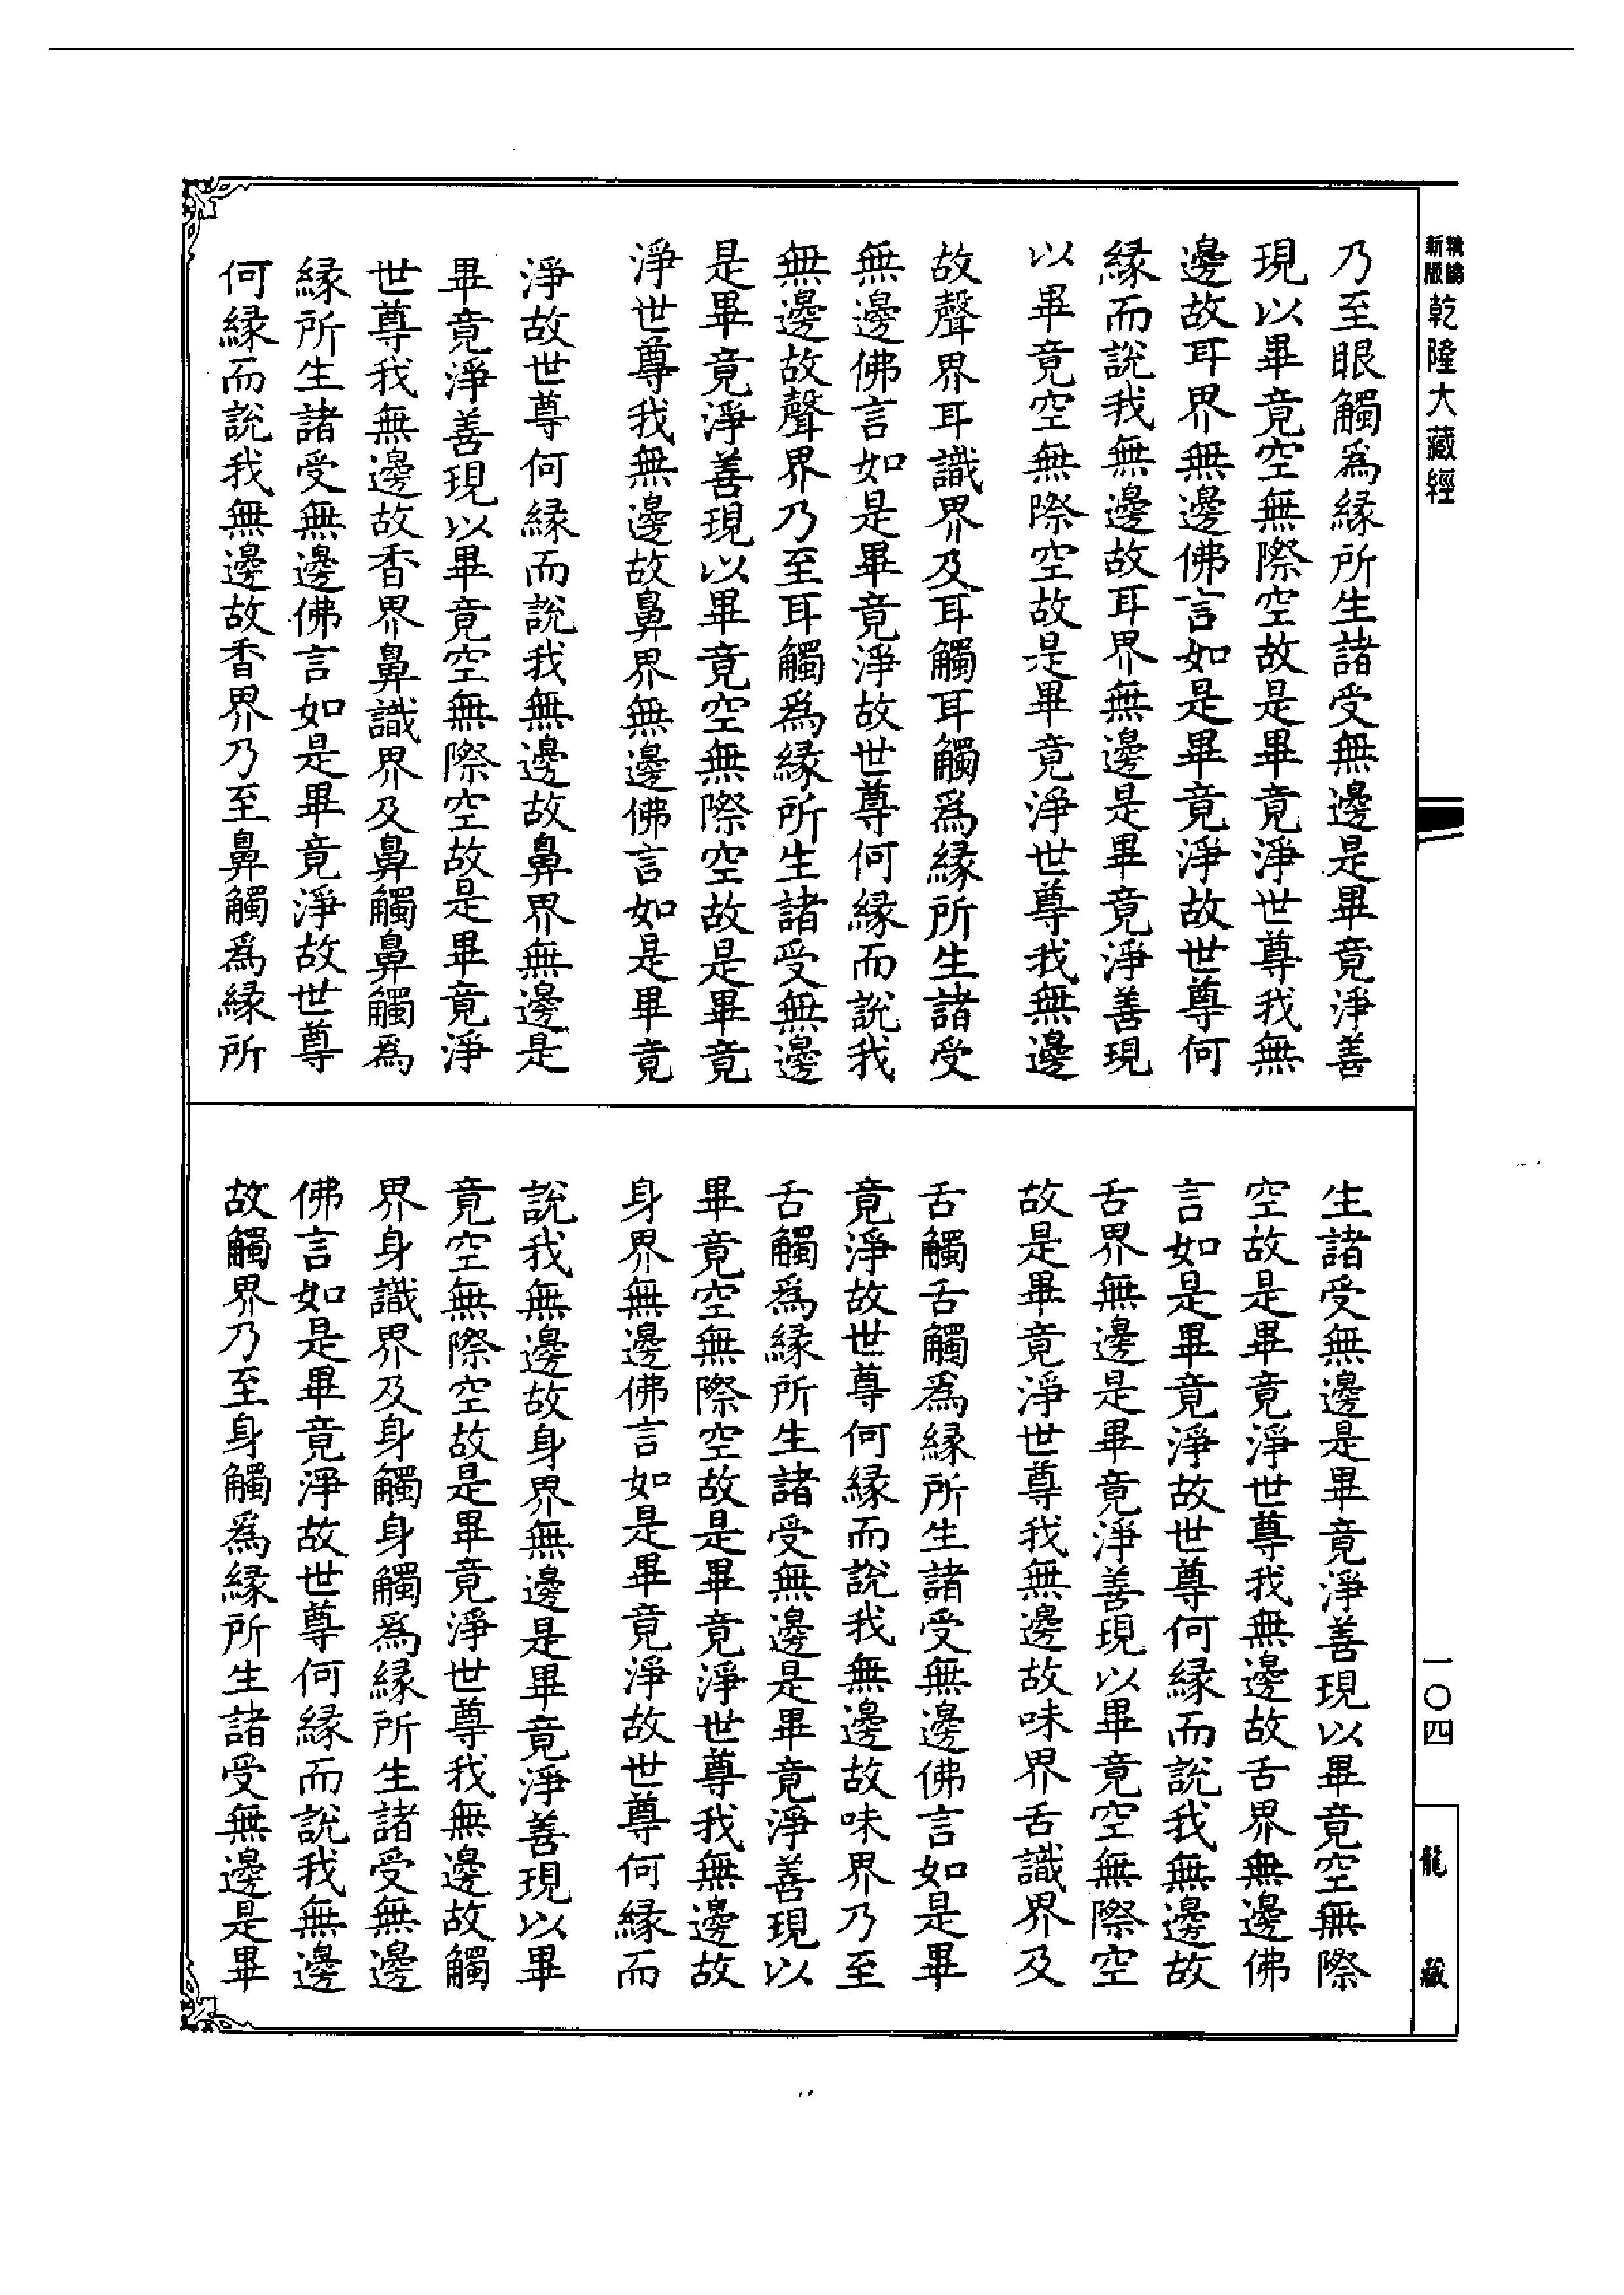 新版
乾隆大藏經
乃至眼觸爲緣所生諸受無邊是畢竟淨善
現以畢竟空無際空故是畢竟淨世尊我無
邊故耳界無邊佛言如是畢竟淨故世尊何
緣而說我無邊故耳界無邊是畢竟淨善現
以畢竟空無際空故是畢竟淨世尊我無邊
故聲界耳識界及耳觸耳觸爲緣所生諸受
無邊佛言如是畢竟淨故世尊何緣而說我
無邊故聲界乃至耳觸爲緣所生諸受無邊
是畢竟淨善現以畢竟空無際空故是畢竟
淨世尊我無邊故鼻界無邊佛言如是畢竟
淨故世尊何緣而說我無邊故鼻界無邊是
畢竟淨善現以畢竟空無際空故是畢竟淨
世尊我無邊故香界鼻識界及鼻觸鼻觸爲
緣所生諸受無邊佛言如是畢竟淨故世尊
何緣而說我無邊故香界乃至鼻觸爲緣所
生諸受無邊是畢竟淨善現以畢竟空無際
空故是畢竟淨世尊我無邊故舌界無邊佛
言如是畢竟淨故世尊何緣而說我無邊故
舌界無邊是畢竟淨善現以畢竟空無際空
故是畢竟淨世尊我無邊故味界舌識界及
舌觸舌觸爲緣所生諸受無邊佛言如是畢
竟淨故世尊何緣而說我無邊故味界乃至
舌觸爲緣所生諸受無邊是畢竟淨善現以
畢竟空無際空故是畢竟淨世尊我無邊故
身界無邊佛言如是畢竟淨故世尊何緣而
說我無邊故身界無邊是畢竟淨善現以畢
竟空無際空故是畢竟淨世尊我無邊故觸
界身識界及身觸身觸爲緣所生諸受無邊
佛言如是畢竟淨故世尊何緣而說我無邊
故觸界乃至身觸爲緣所生諸受無邊是畢
一〇四
龍藏